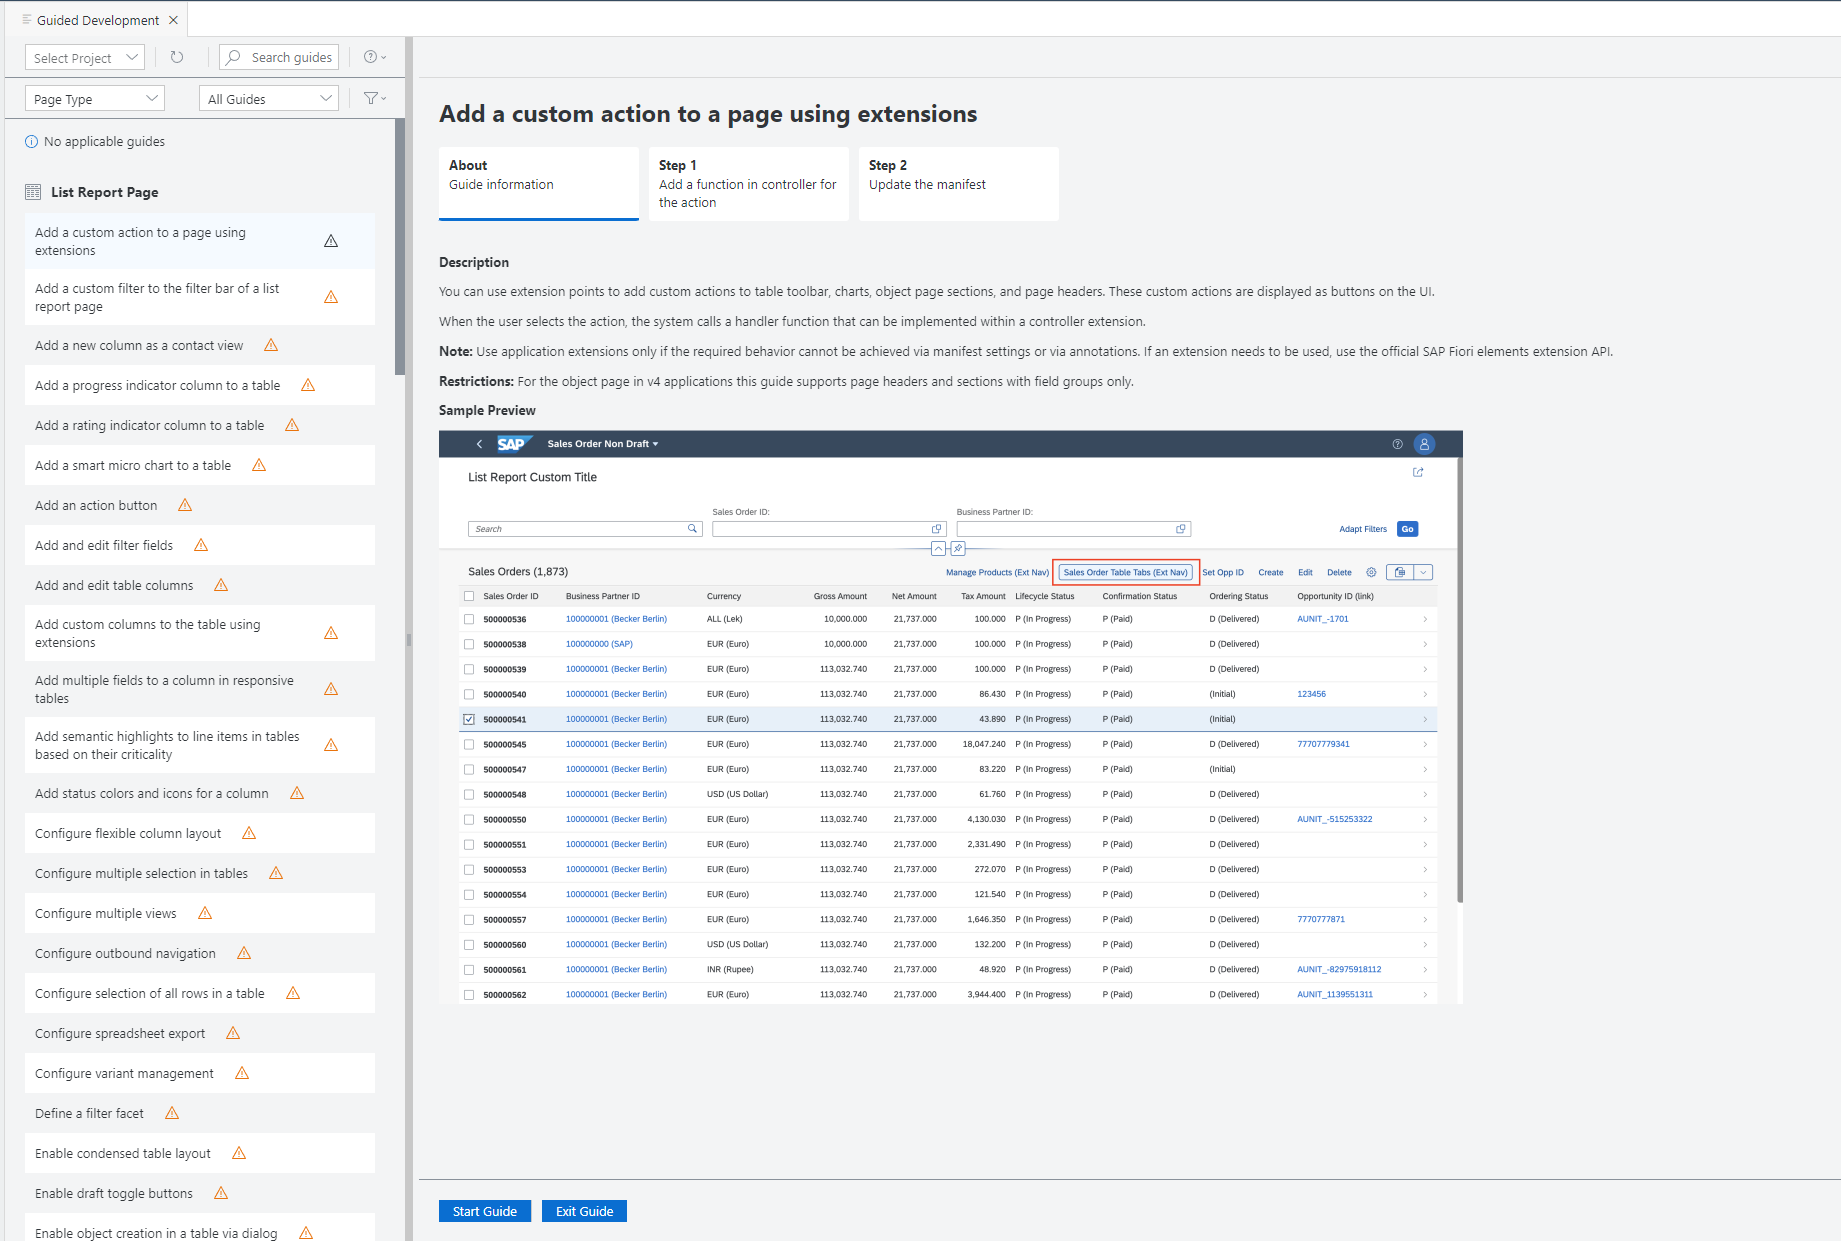 Guided Development
Select Project
Search guides
Page Type
All Guides
No applicable guides
List Report Page
Add a custom action to a page using
extensions
Add a custom filter to the filter bar of a list
report page
Add a new column as a contact view
Add a progress indicator column to a table
Add a rating indicator column to a table
Add a smart micro chart to a table
Add an action button
Add and edit filter fields
Add and edit table columns
Add custom columns to the table using
extensions
Add multiple fields to a column in responsive
tables
Add semantic highlights to line items in tables
based on their criticality
Add status colors and icons for a column
Configure flexible column layout
Configure multiple selection in tables
Configure multiple views
Configure outbound navigation
Configure selection of all rows in a table
Configure spreadsheet export
Configure variant management
Define a filter facet
Enable condensed table layout
Enable draft toggle buttons
Enable object creation in a table via dialog
Add a custom action to a page using extensions
About
Guide information
Step 1
Add a function in controller for
the action
Step 2
Update the manifest
Description
You can use extension points to add custom actions to table toolbar, charts, object page sections, and page headers. These custom actions are displayed as buttons on the UI.
When the user selects the action, the system calls a handler function that can be implemented within a controller extension.
Note: Use application extensions only if the required behavior cannot be achieved via manifest settings or via annotations. If an extension needs to be used, use the official SAP Fiori elements extension API.
Restrictions: For the object page in v4 applications this guide supports page headers and sections with field groups only.
Sample Preview
SAP Sales Order Non Draft
List Report Custom Title
Sales Order ID: Business Partner ID:
Search Adapt Filters Go
Sales Orders (1,873) Manage Products (Ext Nav) Sales Order Table Tabs (Ext Nav) Set Opp ID Create Edit Delete
Sales Order ID Business Partner ID Currency Gross Amount Net Amount Tax Amount Lifecycle Status Confirmation Status Ordering Status Opportunity ID (link)
500000536 100000001 (Becker Berlin) ALL (Lek) 10,000.000 21,737.000 100.000 P (In Progress) P (Paid) D (Delivered) AUNIT_-1701
500000538 100000000 (SAP) EUR (Euro) 10,000.000 21,737.000 100.000 P (In Progress) P (Paid) D (Delivered)
500000539 100000001 (Becker Berlin) EUR (Euro) 113,032.740 21,737.000 100.000 P (In Progress) P (Paid) D (Delivered)
500000540 100000001 (Becker Berlin) EUR (Euro) 113,032.740 21,737.000 86.430 P (In Progress) P (Paid) (Initial) 123456
500000541 100000001 (Becker Berlin) EUR (Euro) 113,032.740 21,737.000 43.890 P (In Progress) P (Paid) (Initial)
500000545 100000001 (Becker Berlin) EUR (Euro) 113,032.740 21,737.000 18,047.240 P (In Progress) P (Paid) D (Delivered) 77707779341
500000547 100000001 (Becker Berlin) EUR (Euro) 113,032.740 21,737.000 83.220 P (In Progress) P (Paid) (Initial)
500000548 100000001 (Becker Berlin) USD (US Dollar) 113,032.740 21,737.000 61.760 P (In Progress) P (Paid) D (Delivered)
500000550 100000001 (Becker Berlin) EUR (Euro) 113,032.740 21,737.000 4,130.030 P (In Progress) P (Paid) D (Delivered) AUNIT_-515253322
500000551 100000001 (Becker Berlin) EUR (Euro) 113,032.740 21,737.000 2,331.490 P (In Progress) P (Paid) D (Delivered)
500000553 100000001 (Becker Berlin) EUR (Euro) 113,032.740 21,737.000 272.070 P (In Progress) P (Paid) D (Delivered)
500000554 100000001 (Becker Berlin) EUR (Euro) 113,032.740 21,737.000 121.540 P (In Progress) P (Paid) D (Delivered)
500000557 100000001 (Becker Berlin) EUR (Euro) 113,032.740 21,737.000 1,646.350 P (In Progress) P (Paid) D (Delivered) 7770777871
500000560 100000001 (Becker Berlin) USD (US Dollar) 113,032.740 21,737.000 132.200 P (In Progress) P (Paid) D (Delivered)
500000561 100000001 (Becker Berlin) INR (Rupee) 113,032.740 21,737.000 48.920 P (In Progress) P (Paid) D (Delivered) AUNIT_-82975918112
500000562 100000001 (Becker Berlin) EUR (Euro) 113,032.740 21,737.000 3,944.400 P (In Progress) P (Paid) D (Delivered) AUNIT_1139551311
Start Guide
Exit Guide